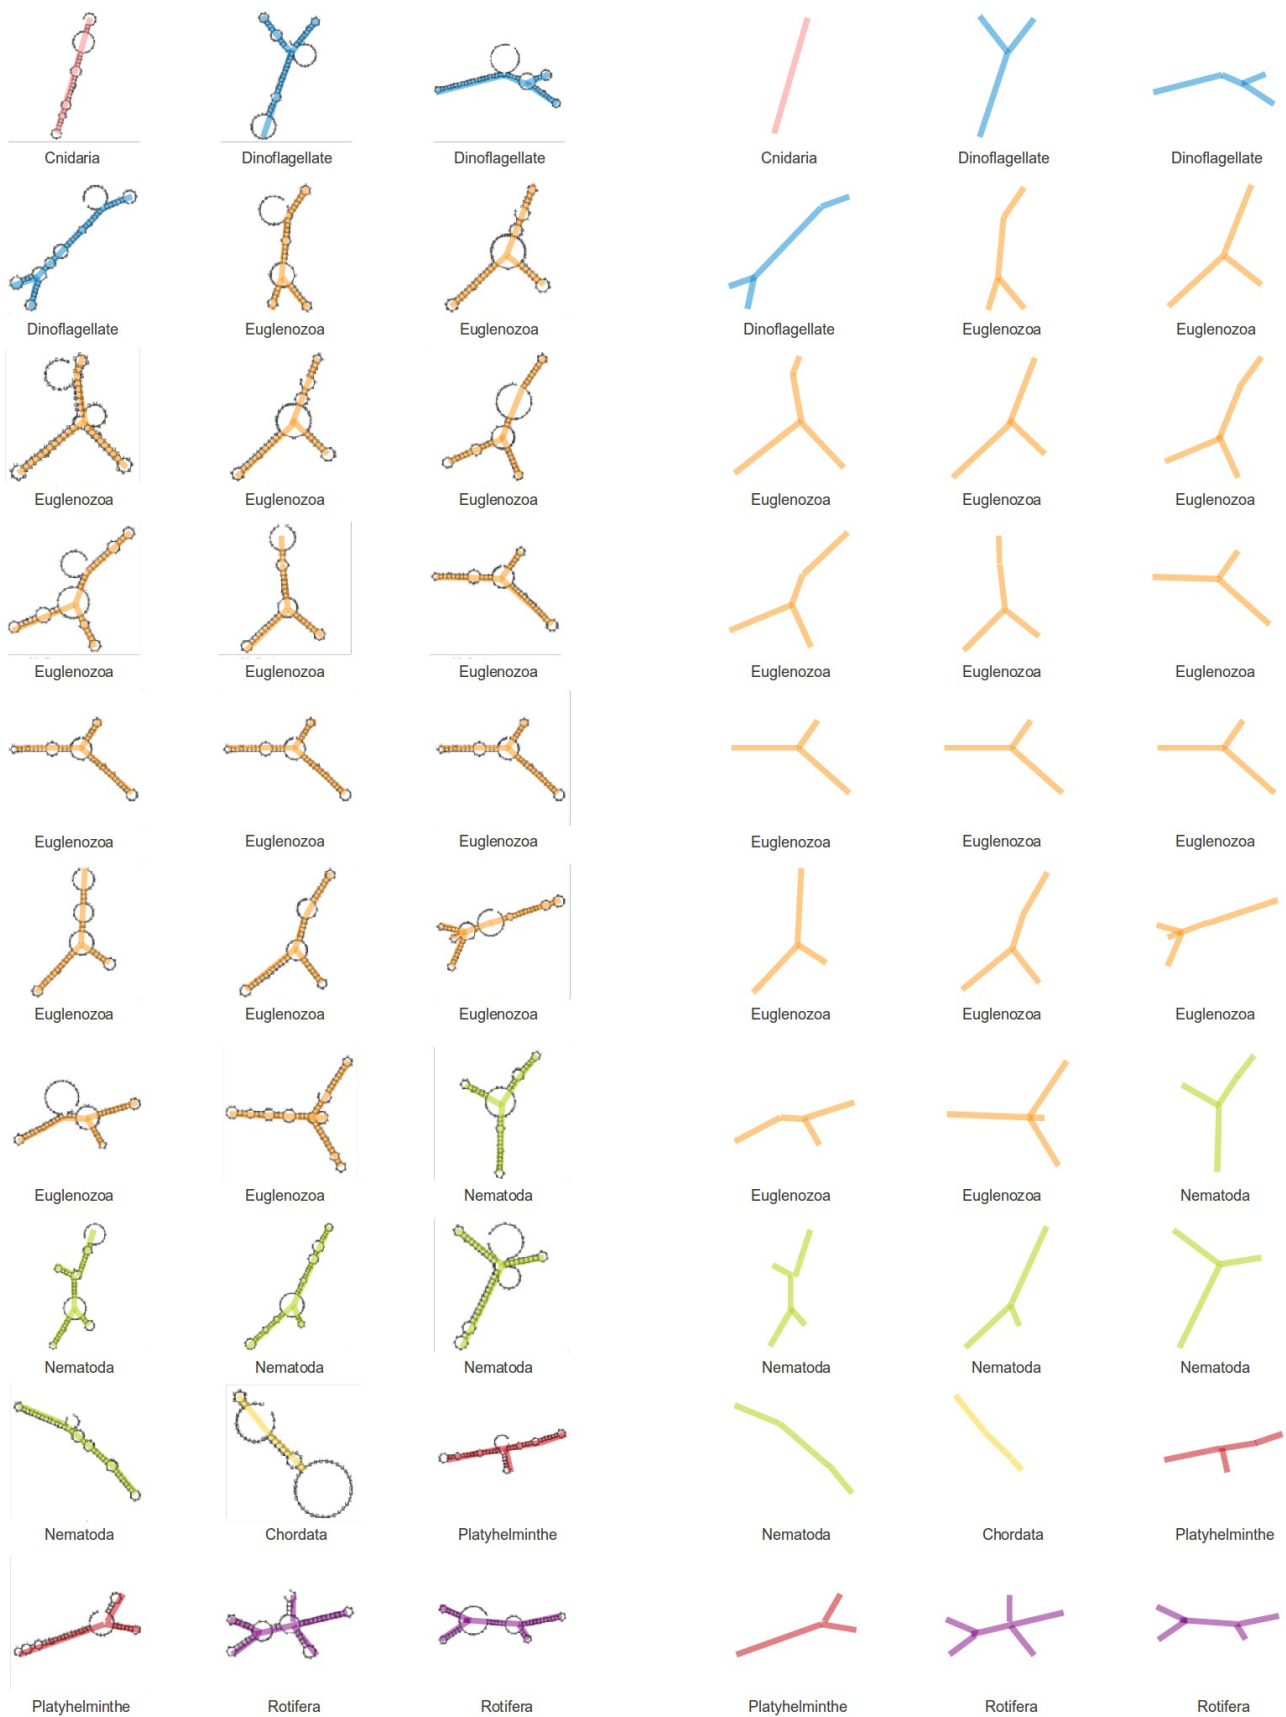 Cnidaria Dinoflagellate Dinoflagellate Cnidaria Dinoflagellate Dinoflagellate
Dinoflagellate Euglenozoa Euglenozoa Dinoflagellate Euglenozoa Euglenozoa
Euglenozoa Euglenozoa Euglenozoa Euglenozoa Euglenozoa Euglenozoa
Euglenozoa Euglenozoa Euglenozoa Euglenozoa Euglenozoa Euglenozoa
Euglenozoa Euglenozoa Euglenozoa Euglenozoa Euglenozoa Euglenozoa
Euglenozoa Euglenozoa Euglenozoa Euglenozoa Euglenozoa Euglenozoa
Euglenozoa Euglenozoa Nematoda Euglenozoa Euglenozoa Nematoda
Nematoda Nematoda Nematoda Nematoda Nematoda Nematoda
Nematoda Chordata Platyhelminthe Nematoda Chordata Platyhelminthe
Platyhelminthe Rotifera Rotifera Platyhelminthe Rotifera Rotifera